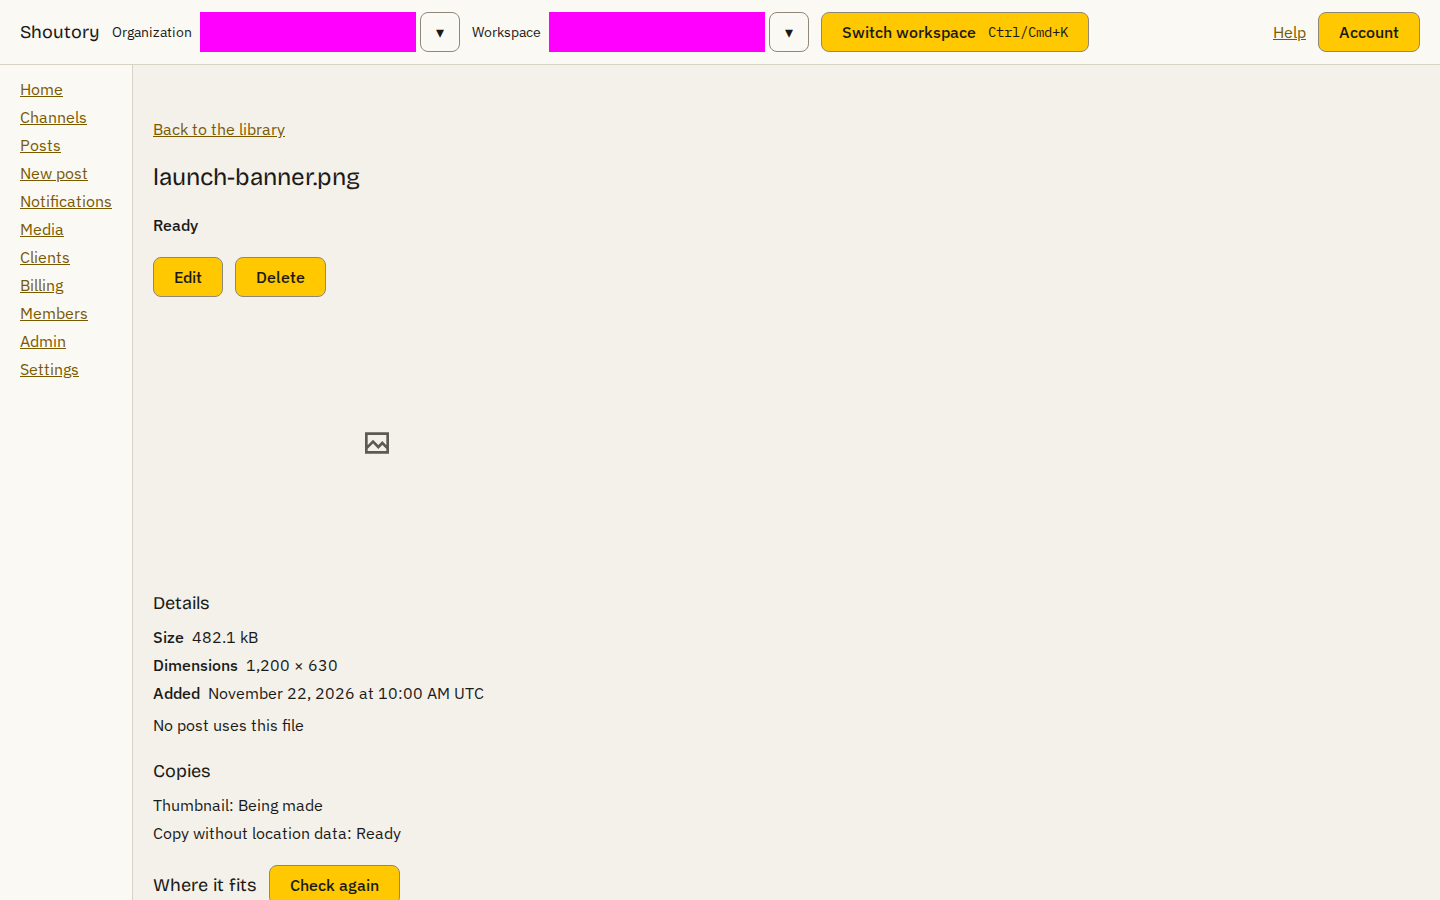 Shoutory Organization ▼ Workspace ▼ Switch workspace Ctrl/Cmd+K Help Account
Home
Channels
Posts
New post
Notifications
Media
Clients
Billing
Members
Admin
Settings
Back to the library
launch-banner.png
Ready
Edit Delete
Details
Size 482.1 kB
Dimensions 1,200 × 630
Added November 22, 2026 at 10:00 AM UTC
No post uses this file
Copies
Thumbnail: Being made
Copy without location data: Ready
Where it fits Check again